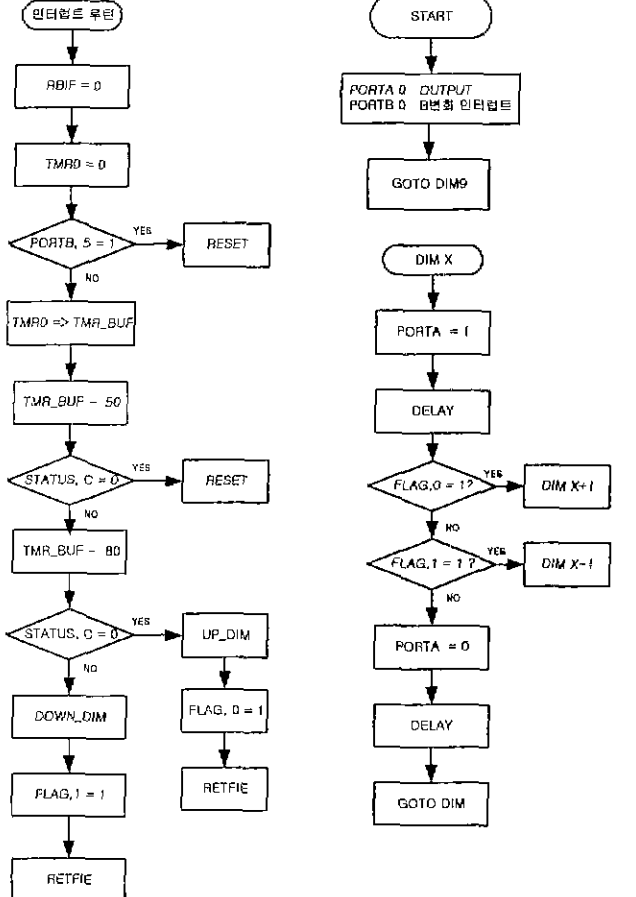 인터럽트 루틴
RBIF = 0
TMR0 = 0
PORTB, 5 = 1
YES
RESET
NO
TMR0 => TMR_BUF
TMR_BUF - 50
STATUS, C = 0
YES
RESET
NO
TMR_BUF - 80
STATUS, C = 0
YES
UP_DIM
NO
DOWN_DIM
FLAG, 0 = 1
FLAG, 1 = 1
RETFIE
RETFIE
START
PORTA 0 OUTPUT
PORTB 0 B변화 인터럽트
GOTO DIM9
DIM X
PORTA = 1
DELAY
FLAG,0 = 1?
YES
DIM X+1
NO
FLAG,1 = 1 ?
YES
DIM X-1
NO
PORTA = 0
DELAY
GOTO DIM